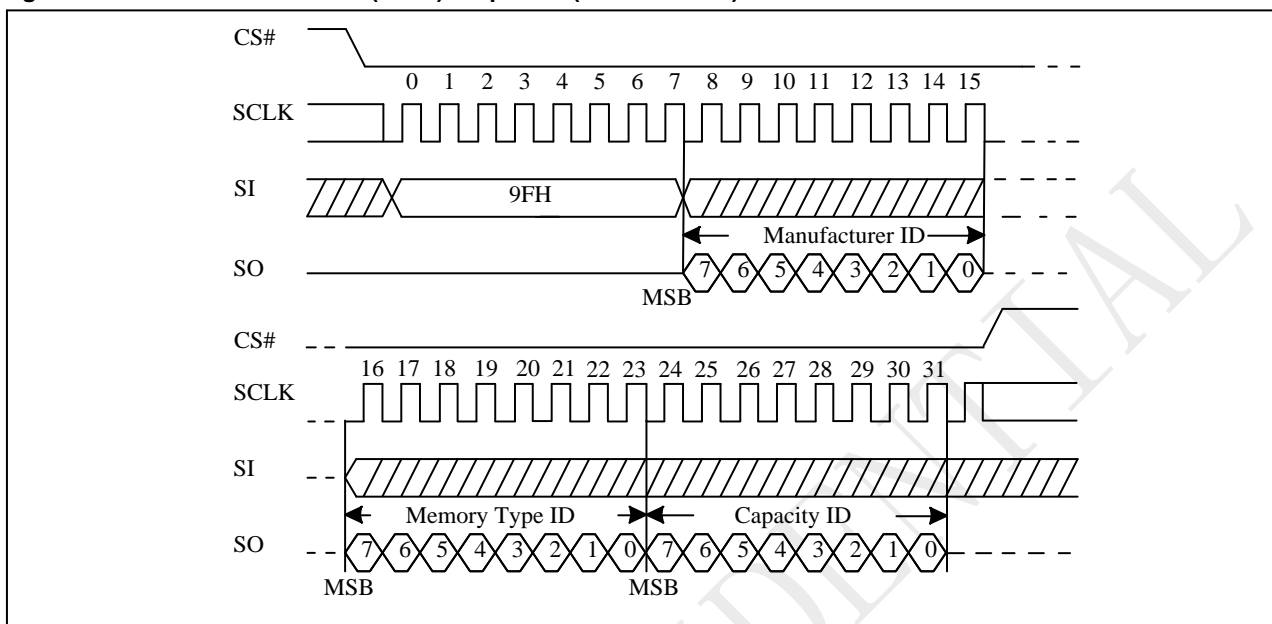 CS#
0 1 2 3 4 5 6 7 8 9 10 11 12 13 14 15
SCLK
SI
9FH
Manufacturer ID
SO
7 6 5 4 3 2 1 0
MSB
CS#
16 17 18 19 20 21 22 23 24 25 26 27 28 29 30 31
SCLK
SI
Memory Type ID Capacity ID
SO
7 6 5 4 3 2 1 0 7 6 5 4 3 2 1 0
MSB MSB